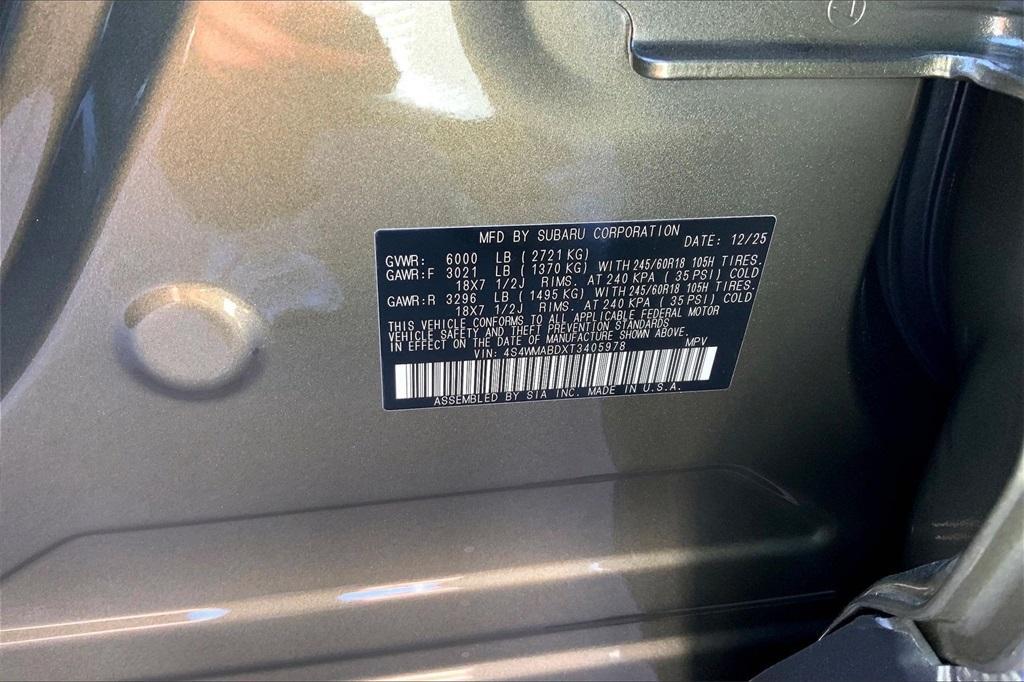 MFD BY SUBARU CORPORATION DATE: 12/25
GVWR: 6000 LB ( 2721 KG)
GAWR:F 3021 LB ( 1370 KG) WITH 245/60R18 105H TIRES.
18X7 1/2J RIMS. AT 240 KPA ( 35 PSI) COLD
GAWR:R 3296 LB ( 1495 KG) WITH 245/60R18 105H TIRES.
18X7 1/2J RIMS. AT 240 KPA ( 35 PSI) COLD
THIS VEHICLE CONFORMS TO ALL APPLICABLE FEDERAL MOTOR
VEHICLE SAFETY AND THEFT PREVENTION STANDARDS
IN EFFECT ON THE DATE OF MANUFACTURE SHOWN ABOVE.
VIN: 4S4WMABDXT3405978 MPV
ASSEMBLED BY SIA INC. MADE IN U.S.A.